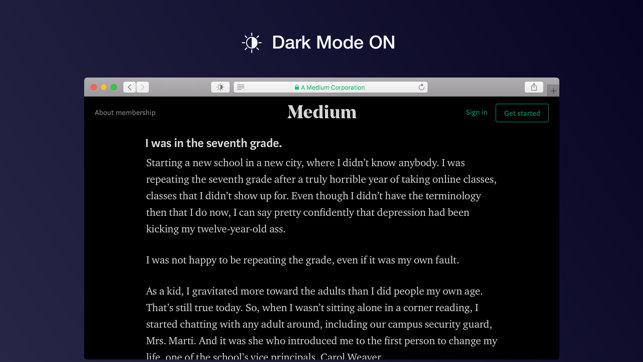 Dark Mode ON
A Medium Corporation
About membership
Medium
Sign in
Get started
I was in the seventh grade.
Starting a new school in a new city, where I didn’t know anybody. I was
repeating the seventh grade after a truly horrible year of taking online classes,
classes that I didn’t show up for. Even though I didn’t have the terminology
then that I do now, I can say pretty confidently that depression had been
kicking my twelve-year-old ass.
I was not happy to be repeating the grade, even if it was my own fault.
As a kid, I gravitated more toward the adults than I did people my own age.
That’s still true today. So, when I wasn’t sitting alone in a corner reading, I
started chatting with any adult around, including our campus security guard,
Mrs. Marti. And it was she who introduced me to the first person to change my
life, one of the school’s vice principals, Carol Weaver.